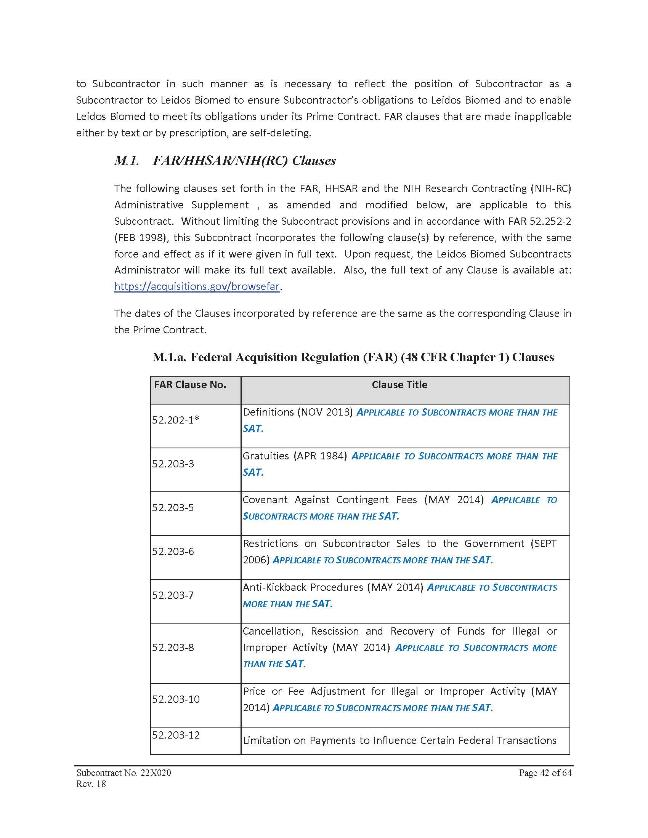 to Subcontractor in such manner as is necessary to reflect the position of Subcontractor as a
Subcontractor to Leidos Biomed to ensure Subcontractor's obligations to Leidos Biomed and to enable
Leidos Biomed to meet its obligations under its Prime Contract. FAR clauses that are made inapplicable
either by text or by prescription, are self-deleting.
M.1. FAR/HHSAR/NIH(RC) Clauses
The following clauses set forth in the FAR, HHSAR and the NIH Research Contracting (NIH-RC)
Administrative Supplement , as amended and modified below, are applicable to this
Subcontract. Without limiting the Subcontract provisions and in accordance with FAR 52.252-2
(FEB 1998), this Subcontract incorporates the following clause(s) by reference, with the same
force and effect as if it were given in full text. Upon request, the Leidos Biomed Subcontracts
Administrator will make its full text available. Also, the full text of any Clause is available at:
https://acquisitions.gov/browsefar.
The dates of the Clauses incorporated by reference are the same as the corresponding Clause in
the Prime Contract.
M.1.a. Federal Acquisition Regulation (FAR) (48 CFR Chapter 1) Clauses
FAR Clause No. Clause Title
52.202-1* Definitions (NOV 2013) APPLICABLE TO SUBCONTRACTS MORE THAN THE
SAT.
52.203-3 Gratuities (APR 1984) APPLICABLE TO SUBCONTRACTS MORE THAN THE
SAT.
52.203-5 Covenant Against Contingent Fees (MAY 2014) APPLICABLE TO
SUBCONTRACTS MORE THAN THE SAT.
52.203-6 Restrictions on Subcontractor Sales to the Government (SEPT
2006) APPLICABLE TO SUBCONTRACTS MORE THAN THE SAT.
52.203-7 Anti-Kickback Procedures (MAY 2014) APPLICABLE TO SUBCONTRACTS
MORE THAN THE SAT.
52.203-8 Cancellation, Rescission and Recovery of Funds for Illegal or
Improper Activity (MAY 2014) APPLICABLE TO SUBCONTRACTS MORE
THAN THE SAT.
52.203-10 Price or Fee Adjustment for Illegal or Improper Activity (MAY
2014) APPLICABLE TO SUBCONTRACTS MORE THAN THE SAT.
52.203-12 Limitation on Payments to Influence Certain Federal Transactions
Subcontract No. 22X020 Page 42 of 64
Rev. 18